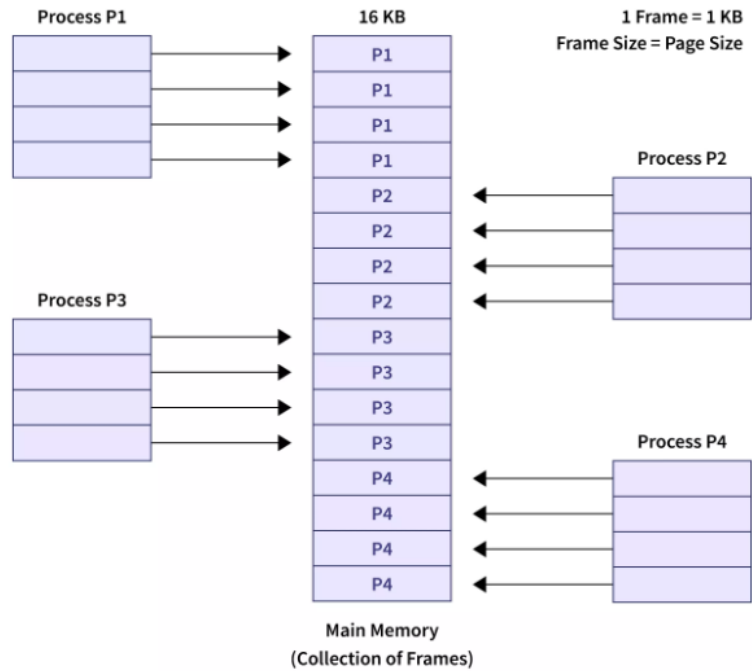 Process P1
16 KB
1 Frame = 1 KB
Frame Size = Page Size
P1
P1
P1
P1
Process P2
P2
P2
P2
P2
Process P3
P3
P3
P3
P3
Process P4
P4
P4
P4
P4
Main Memory
(Collection of Frames)